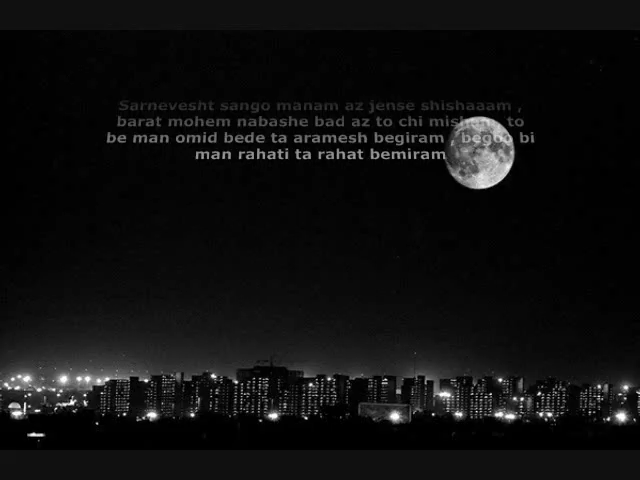 Sarnevesht sango manam az jense shishaaam ,
barat mohem nabashe bad az to chi misham , to
be man omid bede ta aramesh begiram , begoo bi
man rahati ta rahat bemiram